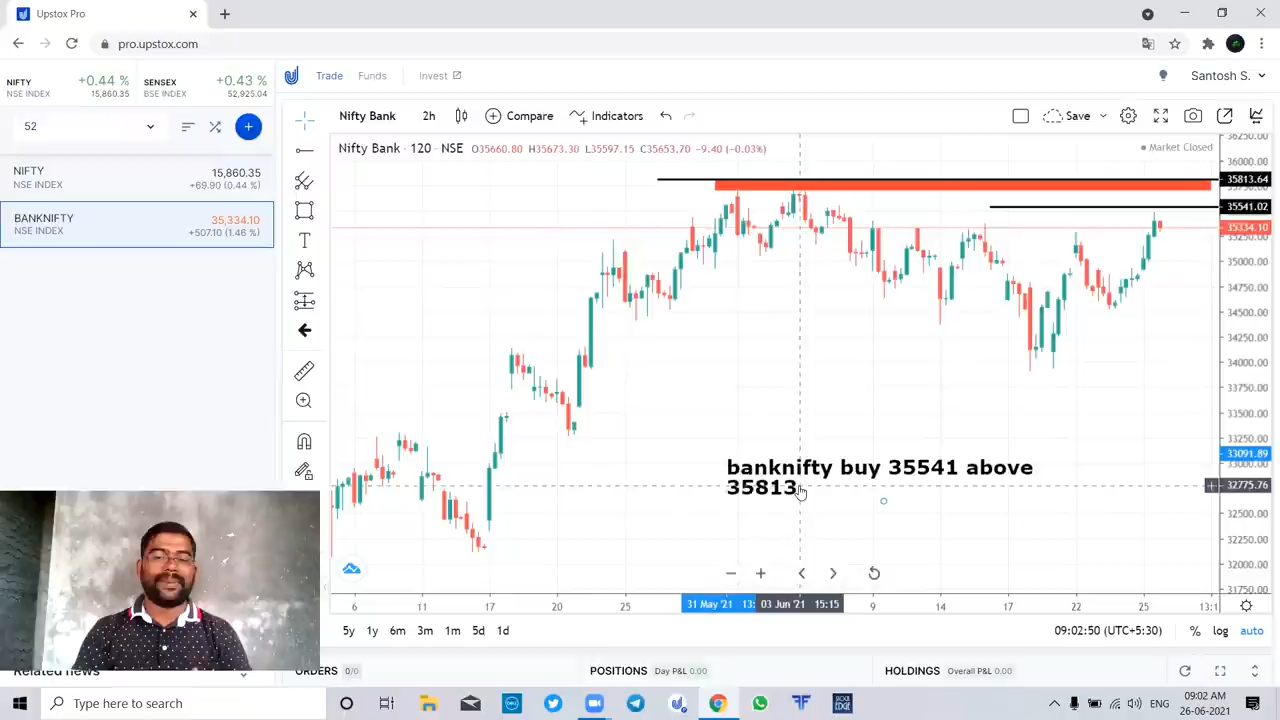 Upstox Pro
pro.upstox.com
NIFTY +0.44 % SENSEX +0.43 %
NSE INDEX 15,860.35 BSE INDEX 52,925.04
Trade Funds Invest
Santosh S.
52
Nifty Bank 2h Compare Indicators Save
NIFTY 15,860.35
NSE INDEX +69.90 (0.44 %)
BANKNIFTY 35,334.10
NSE INDEX +507.10 (1.46 %)
Nifty Bank · 120 · NSE O35660.80 H35673.30 L35597.15 C35653.70 -9.40 (-0.03%)
Market Closed
36000.00
35813.64
35541.02
35334.10
35000.00
34750.00
34500.00
34250.00
34000.00
33750.00
33500.00
33250.00
33091.89
32775.76
32500.00
32250.00
32000.00
31750.00
banknifty buy 35541 above
35813
6 11 17 20 25 31 May '21 13: 03 Jun '21 15:15 9 14 17 22 25 13:1
5y 1y 6m 3m 1m 5d 1d 09:02:50 (UTC+5:30) % log auto
Related news
ORDERS 0/0 POSITIONS Day P&L 0.00 HOLDINGS Overall P&L 0.00
Type here to search
DELL
ENG
09:02 AM
26-06-2021